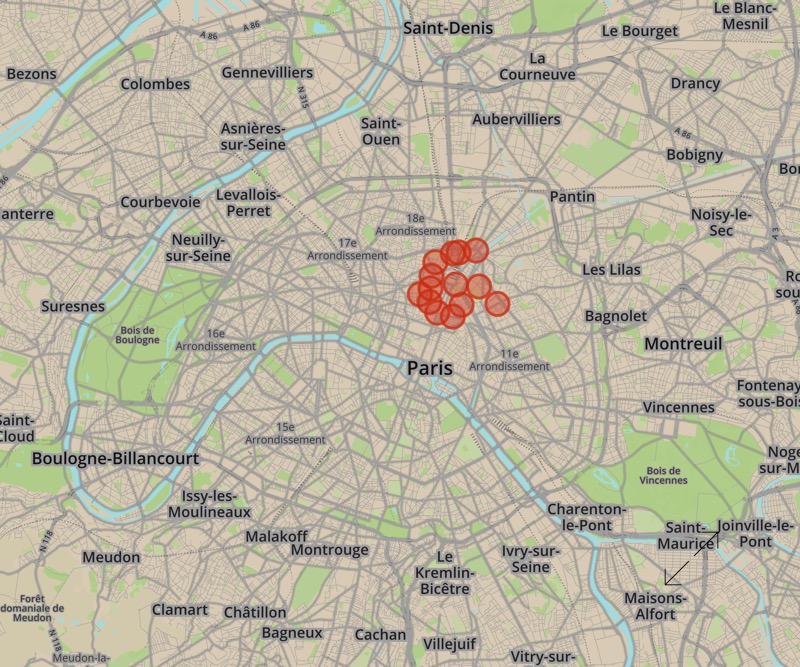 Le Blanc-
Mesnil
Saint-Denis
Le Bourget
A 86
A 86
La
Courneuve
Bezons
Colombes
Gennevilliers
Drancy
N 315
Asnières-
sur-Seine
Saint-
Ouen
Aubervilliers
A 86
Bobigny
86
Bo
anterre
Courbevoie
Levallois-
Perret
Pantin
Noisy-le-
Sec
A 3
18e
Arrondissement
17e
Arrondissement
Neuilly-
sur-Seine
Les Lilas
Ro
sou
Suresnes
Bagnolet
Bois de
Boulogne
16e
Arrondissement
Montreuil
Paris
11e
Arrondissement
Fontenay
sous-Bois
Vincennes
Saint-
Cloud
15e
Arrondissement
Boulogne-Billancourt
Bois de
Vincennes
Noge
sur-M
Issy-les-
Moulineaux
Charenton-
le-Pont
Saint-
Maurice
Joinville-le-
Pont
N 118
Malakoff
Montrouge
Meudon
Le
Kremlin-
Bicêtre
Ivry-sur-
Seine
Maisons-
Alfort
Forêt
domaniale de
Meudon
Clamart
Châtillon
Bagneux
Cachan
Villejuif
N 118
Meudon-la-
Vitry-sur-